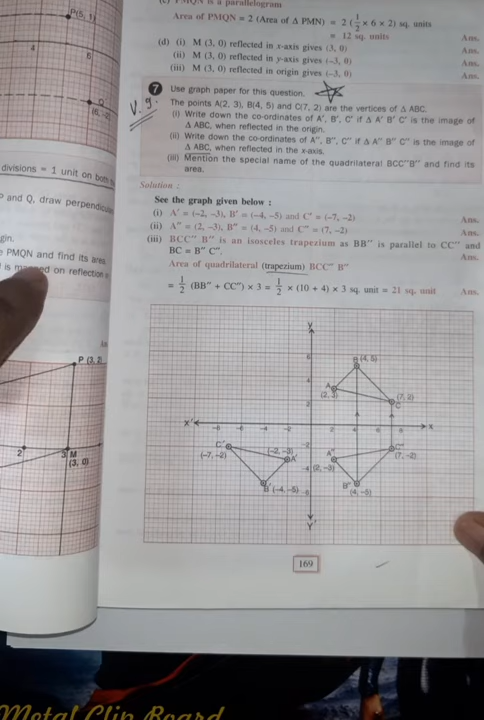 (c) PMQN is a parallelogram
Area of PMQN = 2 (Area of Δ PMN) = 2 (1/2 × 6 × 2) sq. units
= 12 sq. units Ans.
(d) (i) M (3, 0) reflected in x-axis gives (3, 0) Ans.
(ii) M (3, 0) reflected in y-axis gives (–3, 0) Ans.
(iii) M (3, 0) reflected in origin gives (–3, 0) Ans.
7 Use graph paper for this question.
The points A(2, 3), B(4, 5) and C(7, 2) are the vertices of Δ ABC.
(i) Write down the co-ordinates of A', B', C' if Δ A' B' C' is the image of
Δ ABC, when reflected in the origin.
(ii) Write down the co-ordinates of A", B", C" if Δ A" B" C" is the image of
Δ ABC, when reflected in the x-axis.
(iii) Mention the special name of the quadrilateral BCC"B" and find its
area.
Solution :
See the graph given below :
(i) A' = (–2, –3), B' = (–4, –5) and C' = (–7, –2) Ans.
(ii) A" = (2, –3), B" = (4, –5) and C" = (7, –2) Ans.
(iii) BCC" B" is an isosceles trapezium as BB" is parallel to CC" and
BC = B" C". Ans.
Area of quadrilateral (trapezium) BCC" B"
= 1/2 (BB" + CC") × 3 = 1/2 × (10 + 4) × 3 sq. unit = 21 sq. unit Ans.
Y
B (4, 5)
A
(2, 3)
(7, 2)
C
X'
X
C'
(–7, –2)
(–2, –3)
A'
B' (–4, –5)
A"
(2, –3)
C"
(7, –2)
B"
(4, –5)
Y'
169
P(5, 1)
4
6
Q
(6, –2)
divisions = 1 unit on both
P and Q, draw perpendicular
gin.
PMQN and find its area.
on reflection
P (3, 2)
2
3 M
(3, 0)
Metal Clip Board